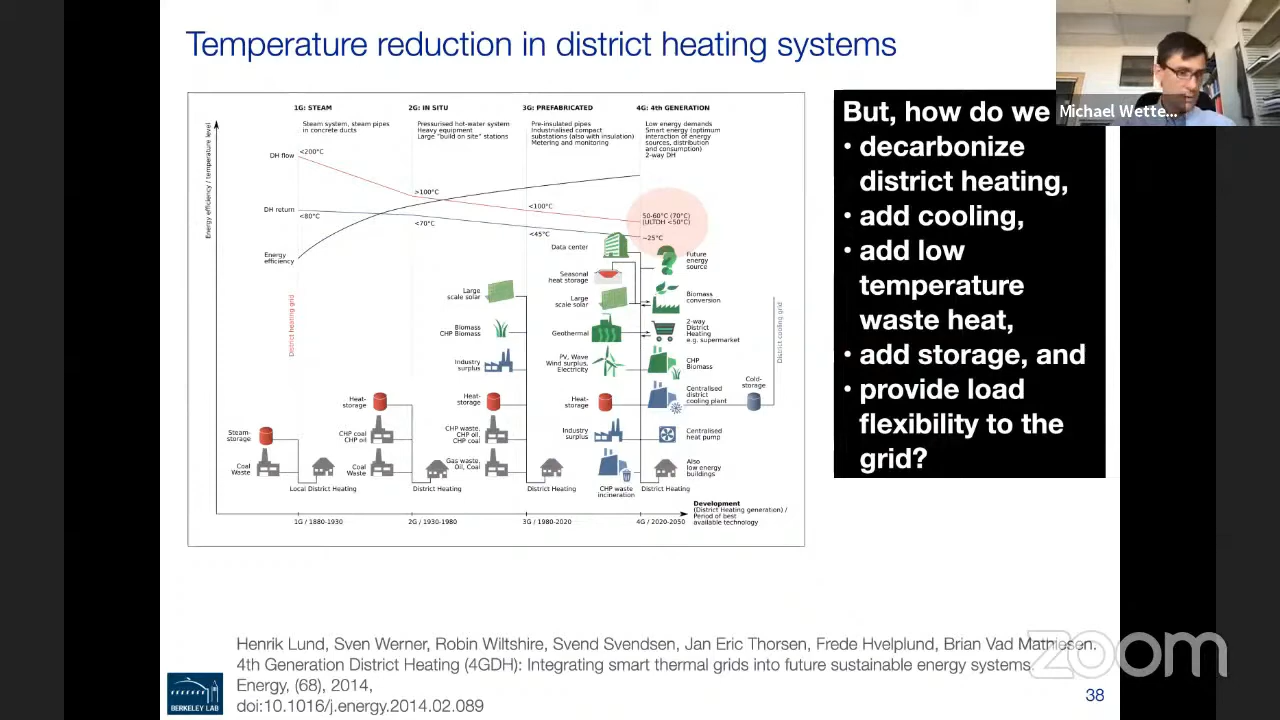 Temperature reduction in district heating systems
Michael Wette...
1G: STEAM
2G: IN SITU
3G: PREFABRICATED
4G: 4th GENERATION
Steam system, steam pipes
in concrete ducts
Pressurised hot-water system
Heavy equipment
Large "build on site" stations
Pre-insulated pipes
Industrialised compact
substations (also with insulation)
Metering and monitoring
Low energy demands
Smart energy (optimum
interaction of energy
sources, distribution
and consumption)
2-way DH
Energy efficiency / temperature level
DH flow
<200°C
>100°C
<100°C
50-60°C (70°C)
(ULTDH <50°C)
DH return
<80°C
<70°C
<45°C
~25°C
Energy
efficiency
District heating grid
District cooling grid
Data center
Future
energy
source
Seasonal
heat storage
Large
scale solar
Large
scale solar
Biomass
conversion
Biomass
CHP Biomass
Geothermal
2-way
District
Heating
e.g. supermarket
Industry
surplus
PV, Wave
Wind surplus,
Electricity
CHP
Biomass
Heat-
storage
Heat-
storage
Heat-
storage
Centralised
district
cooling plant
Cold-
storage
Steam-
storage
CHP coal
CHP oil
CHP waste,
CHP oil,
CHP coal
Industry
surplus
Centralised
heat pump
Coal
Waste
Coal
Waste
Gas waste,
Oil, Coal
CHP waste
incineration
Also
low energy
buildings
Local District Heating
District Heating
District Heating
District Heating
Development
(District Heating generation) /
Period of best
available technology
1G / 1880-1930
2G / 1930-1980
3G / 1980-2020
4G / 2020-2050
But, how do we
• decarbonize
district heating,
• add cooling,
• add low
temperature
waste heat,
• add storage, and
• provide load
flexibility to the
grid?
Henrik Lund, Sven Werner, Robin Wiltshire, Svend Svendsen, Jan Eric Thorsen, Frede Hvelplund, Brian Vad Mathiesen.
4th Generation District Heating (4GDH): Integrating smart thermal grids into future sustainable energy systems.
Energy, (68), 2014,
doi:10.1016/j.energy.2014.02.089
BERKELEY LAB
zoom
38